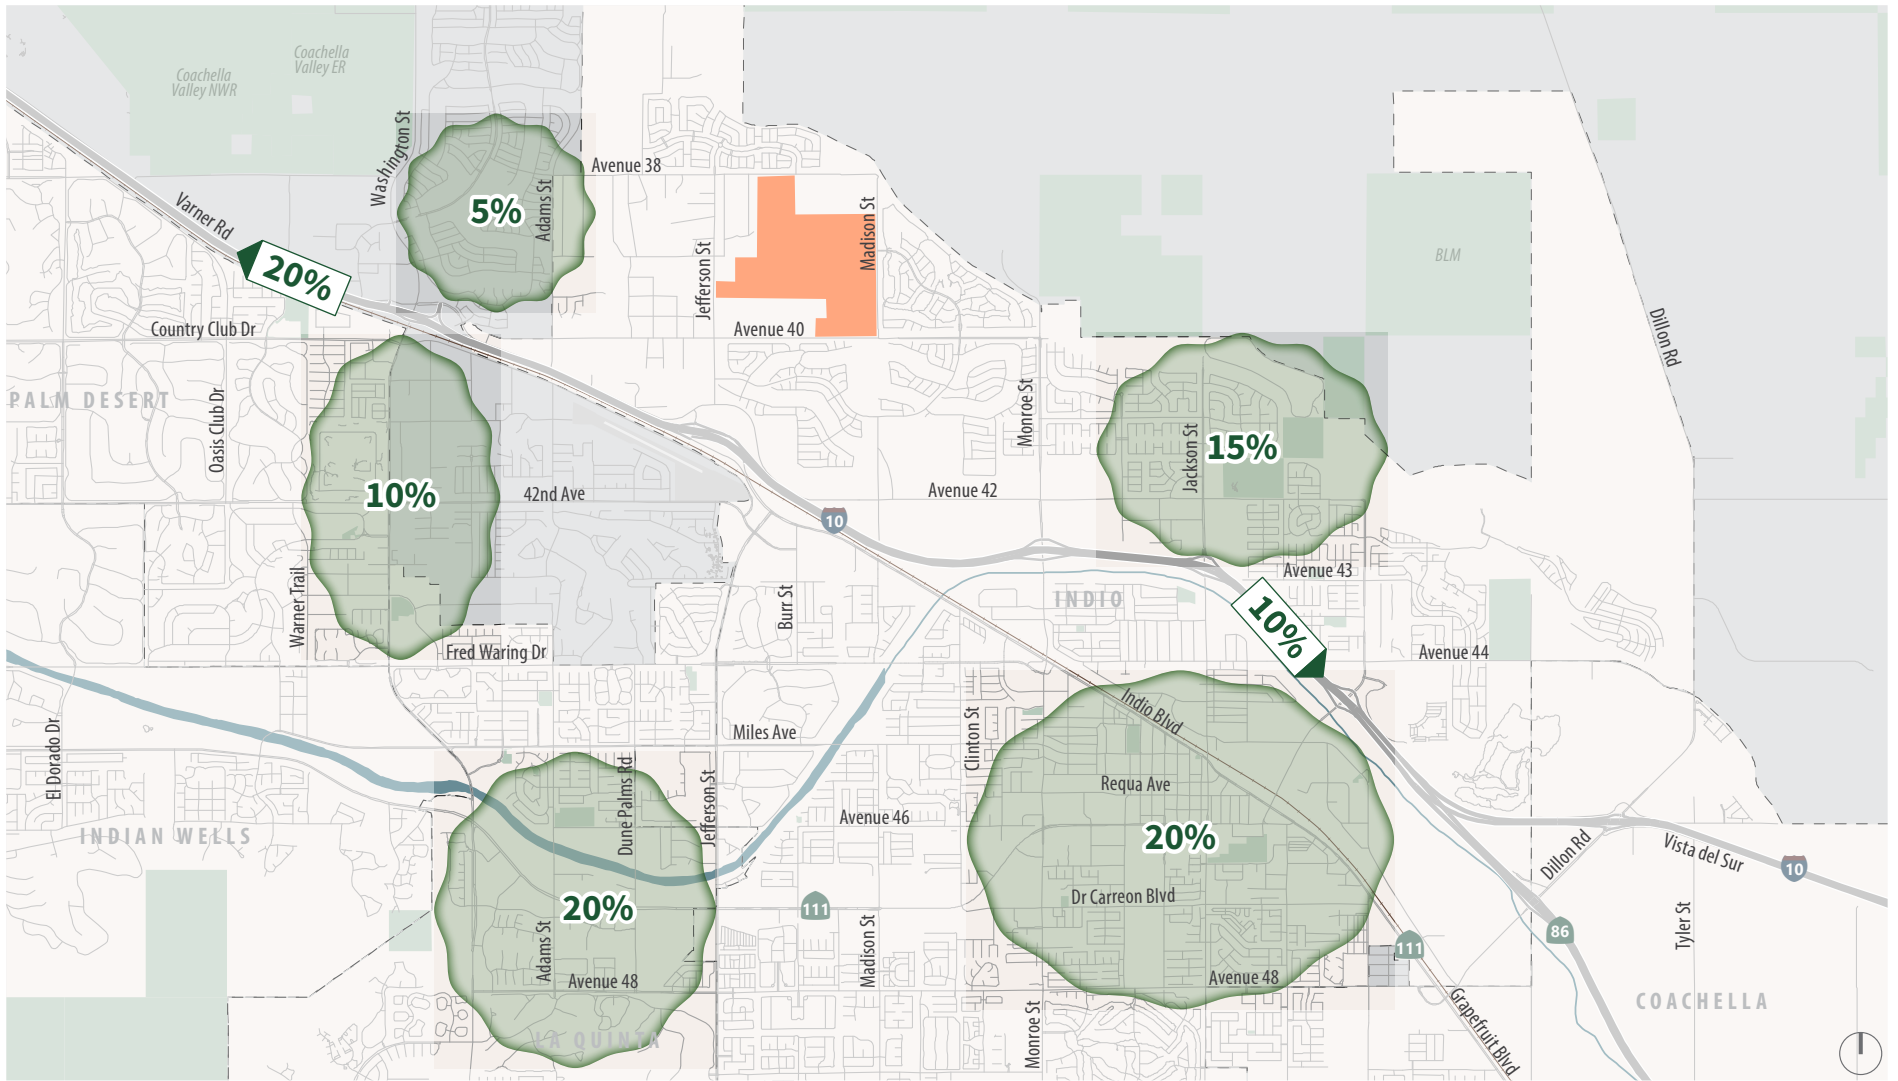 Coachella
Valley ER
Coachella
Valley NWR
Washington St
Avenue 38
5%
Adams St
Varner Rd
20%
Jefferson St
Madison St
BLM
Country Club Dr
Avenue 40
Dillon Rd
PALM DESERT
Oasis Club Dr
Monroe St
Jackson St
15%
10%
42nd Ave
Avenue 42
10
Avenue 43
Warner Trail
Burr St
INDIO
10%
Fred Waring Dr
Avenue 44
El Dorado Dr
Miles Ave
Clinton St
Indio Blvd
Dune Palms Rd
Jefferson St
Requa Ave
Avenue 46
INDIAN WELLS
20%
Dillon Rd
Vista del Sur
10
20%
111
Dr Carreon Blvd
Adams St
Madison St
111
86
Tyler St
Avenue 48
Avenue 48
LA QUINTA
Monroe St
Grapefruit Blvd
COACHELLA